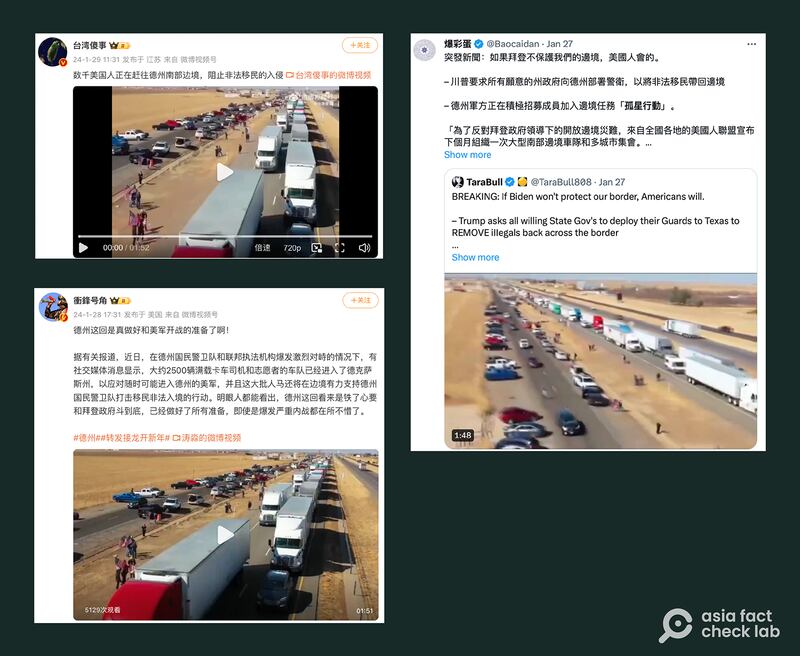 台湾傻事
24-1-29 11:31 发布于 江苏 来自 微博视频号
+关注
数千美国人正在赶往德州南部边境，阻止非法移民的入侵 台湾傻事的微博视频
00:00 / 01:52
倍速
720p
衝鋒号角
24-1-28 17:31 发布于 美国 来自 微博视频号
+关注
德州这回是真做好和美军开战的准备了啊！
据有关报道，近日，在德州国民警卫队和联邦执法机构爆发激烈对峙的情况下，有
社交媒体消息显示，大约2500辆满载卡车司机和志愿者的车队已经进入了德克萨
斯州，以应对随时可能进入德州的美军，并且这大批人马还将在边境有力支持德州
国民警卫队打击移民非法入境的行动。明眼人都能看出，德州这回看来是铁了心要
和拜登政府斗到底，已经做好了所有准备，即使是爆发严重内战都在所不惜了。
#德州##转发接龙开新年# 涛焱的微博视频
5129次观看
01:51
爆彩蛋 @Baocaidan · Jan 27
突發新聞：如果拜登不保護我們的邊境，美國人會的。
– 川普要求所有願意的州政府向德州部署警衛，以將非法移民帶回邊境
– 德州軍方正在積極招募成員加入邊境任務「孤星行動」。
「為了反對拜登政府領導下的開放邊境災難，來自全國各地的美國人聯盟宣布
下個月組織一次大型南部邊境車隊和多城市集會。...
Show more
TaraBull @TaraBull808 · Jan 27
BREAKING: If Biden won't protect our border, Americans will.
– Trump asks all willing State Gov's to deploy their Guards to Texas to
REMOVE illegals back across the border
...
Show more
1:48
asia fact
check lab